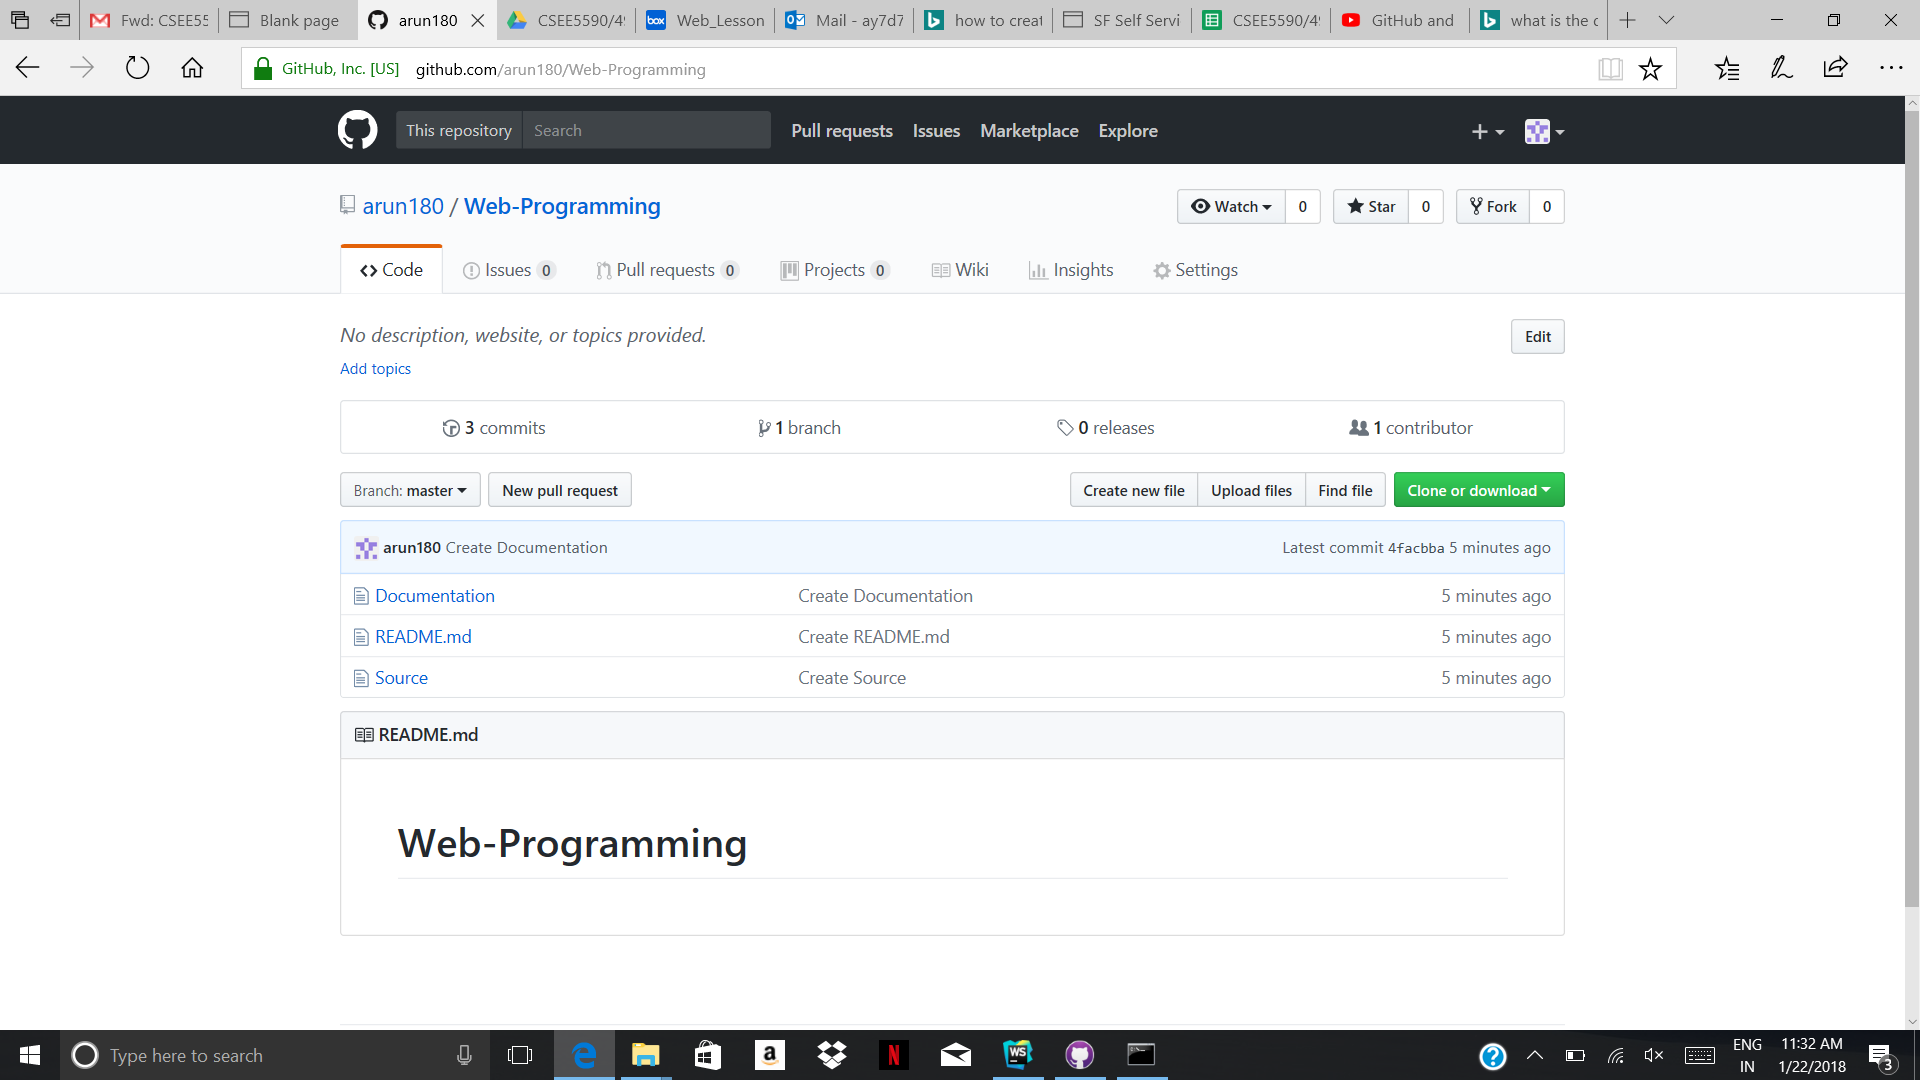 Fwd: CSEE55 Blank page arun180 CSEE5590/49 Web_Lesson Mail - ay7d7 how to creat SF Self Servi CSEE5590/49 GitHub and what is the
GitHub, Inc. [US] github.com/arun180/Web-Programming
This repository Search Pull requests Issues Marketplace Explore
arun180 / Web-Programming Watch 0 Star 0 Fork 0
Code Issues 0 Pull requests 0 Projects 0 Wiki Insights Settings
No description, website, or topics provided. Edit
Add topics
3 commits 1 branch 0 releases 1 contributor
Branch: master New pull request Create new file Upload files Find file Clone or download
arun180 Create Documentation Latest commit 4facbba 5 minutes ago
Documentation Create Documentation 5 minutes ago
README.md Create README.md 5 minutes ago
Source Create Source 5 minutes ago
README.md
Web-Programming
Type here to search ENG 11:32 AM
IN 1/22/2018 3